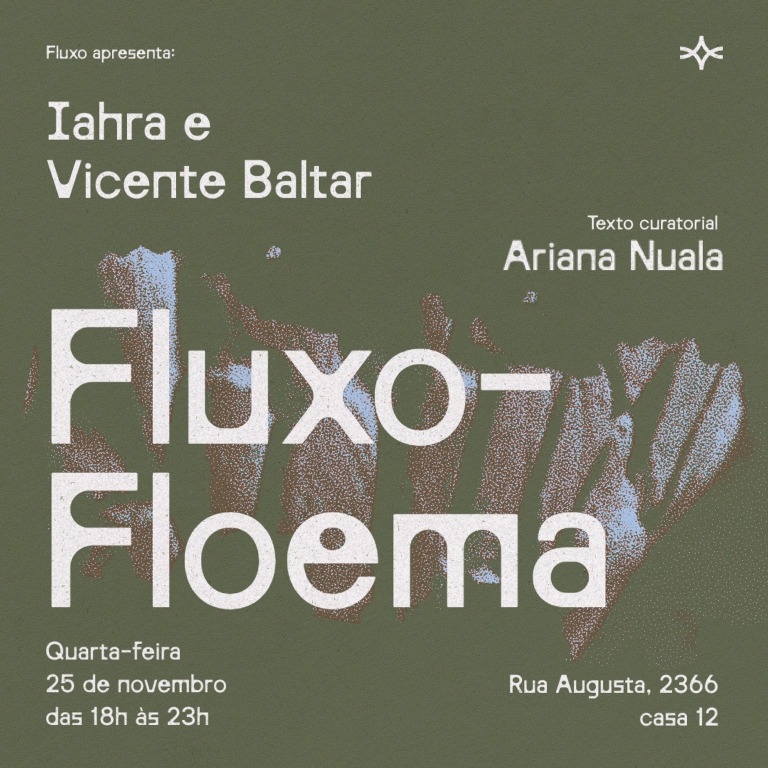 Fluxo apresenta:
Iahra e
Vicente Baltar
Texto curatorial
Ariana Nuala
Fluxo-
Floema
Quarta-feira
25 de novembro
das 18h às 23h
Rua Augusta, 2366
casa 12